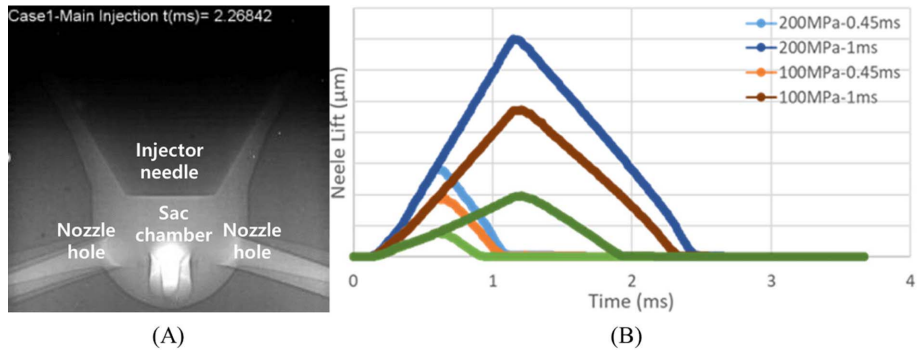 Case1-Main Injection t(ms)= 2.26842
Injector
needle
Sac
chamber
Nozzle
hole
Nozzle
hole
(A)
Neele Lift (μm)
200MPa-0.45ms
200MPa-1ms
100MPa-0.45ms
100MPa-1ms
0
1
2
3
4
Time (ms)
(B)